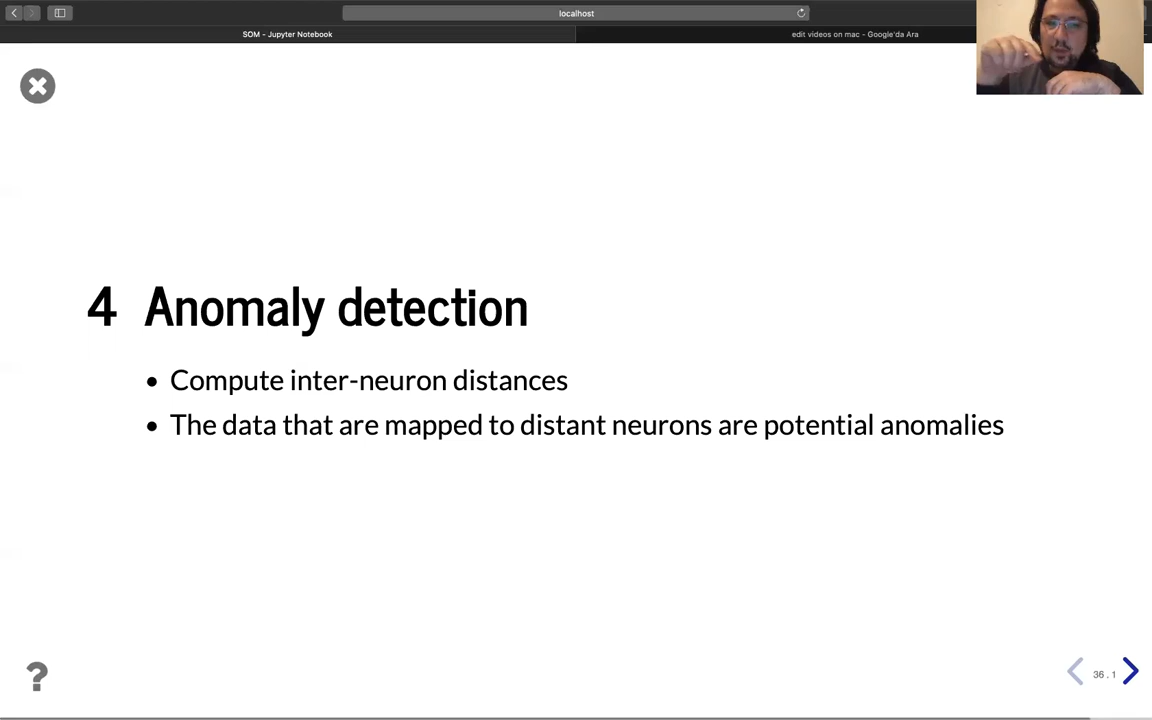 localhost
SOM - Jupyter Notebook
edit videos on mac - Google'da Ara
4 Anomaly detection
• Compute inter-neuron distances
• The data that are mapped to distant neurons are potential anomalies
?
36 . 1